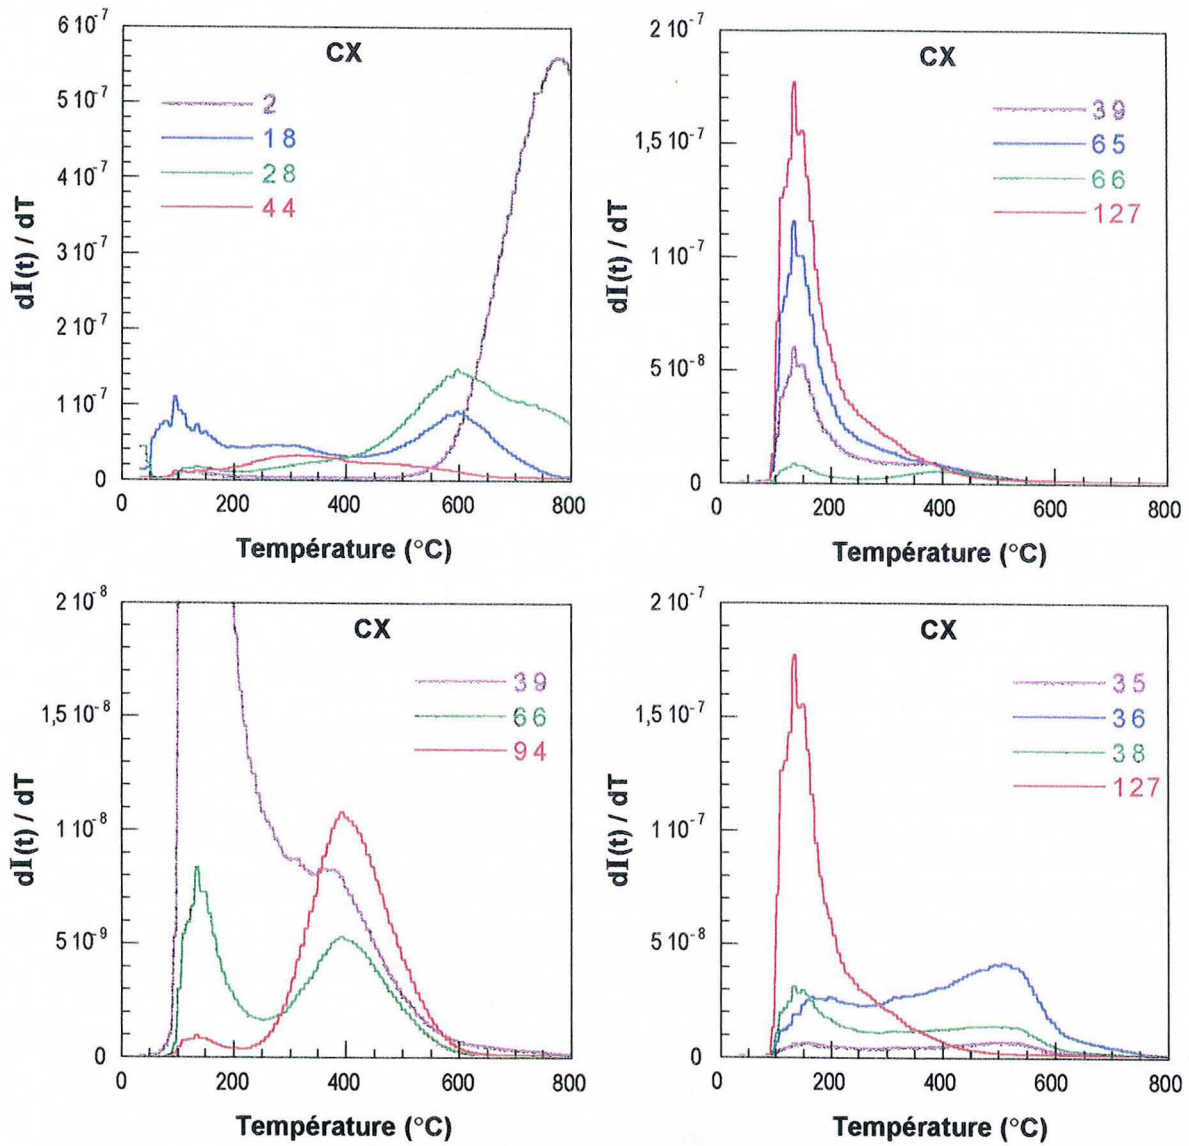 6 10-7
CX
2
18
28
44
5 10-7
4 10-7
3 10-7
2 10-7
1 10-7
0
dI(t) / dT
0 200 400 600 800
Température (°C)
2 10-7
CX
39
65
66
127
1,5 10-7
1 10-7
5 10-8
0
dI(t) / dT
0 200 400 600 800
Température (°C)
2 10-8
CX
39
66
94
1,5 10-8
1 10-8
5 10-9
0
dI(t) / dT
0 200 400 600 800
Température (°C)
2 10-7
CX
35
36
38
127
1,5 10-7
1 10-7
5 10-8
0
dI(t) / dT
0 200 400 600 800
Température (°C)